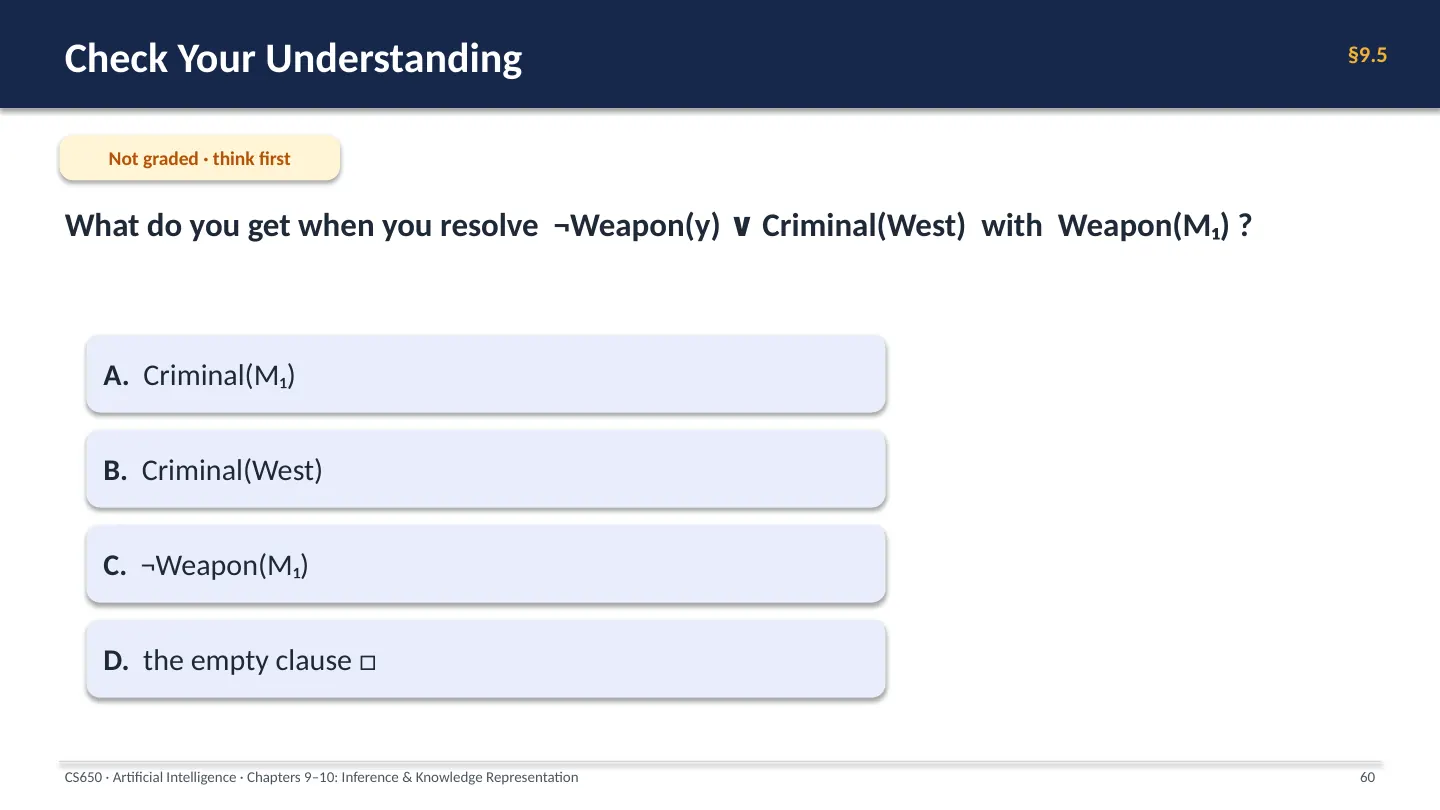 Check Your Understanding
§9.5
Not graded · think first
What do you get when you resolve ¬Weapon(y) ∨ Criminal(West) with Weapon(M₁) ?
A. Criminal(M₁)
B. Criminal(West)
C. ¬Weapon(M₁)
D. the empty clause □
CS650 · Artificial Intelligence · Chapters 9–10: Inference & Knowledge Representation
60